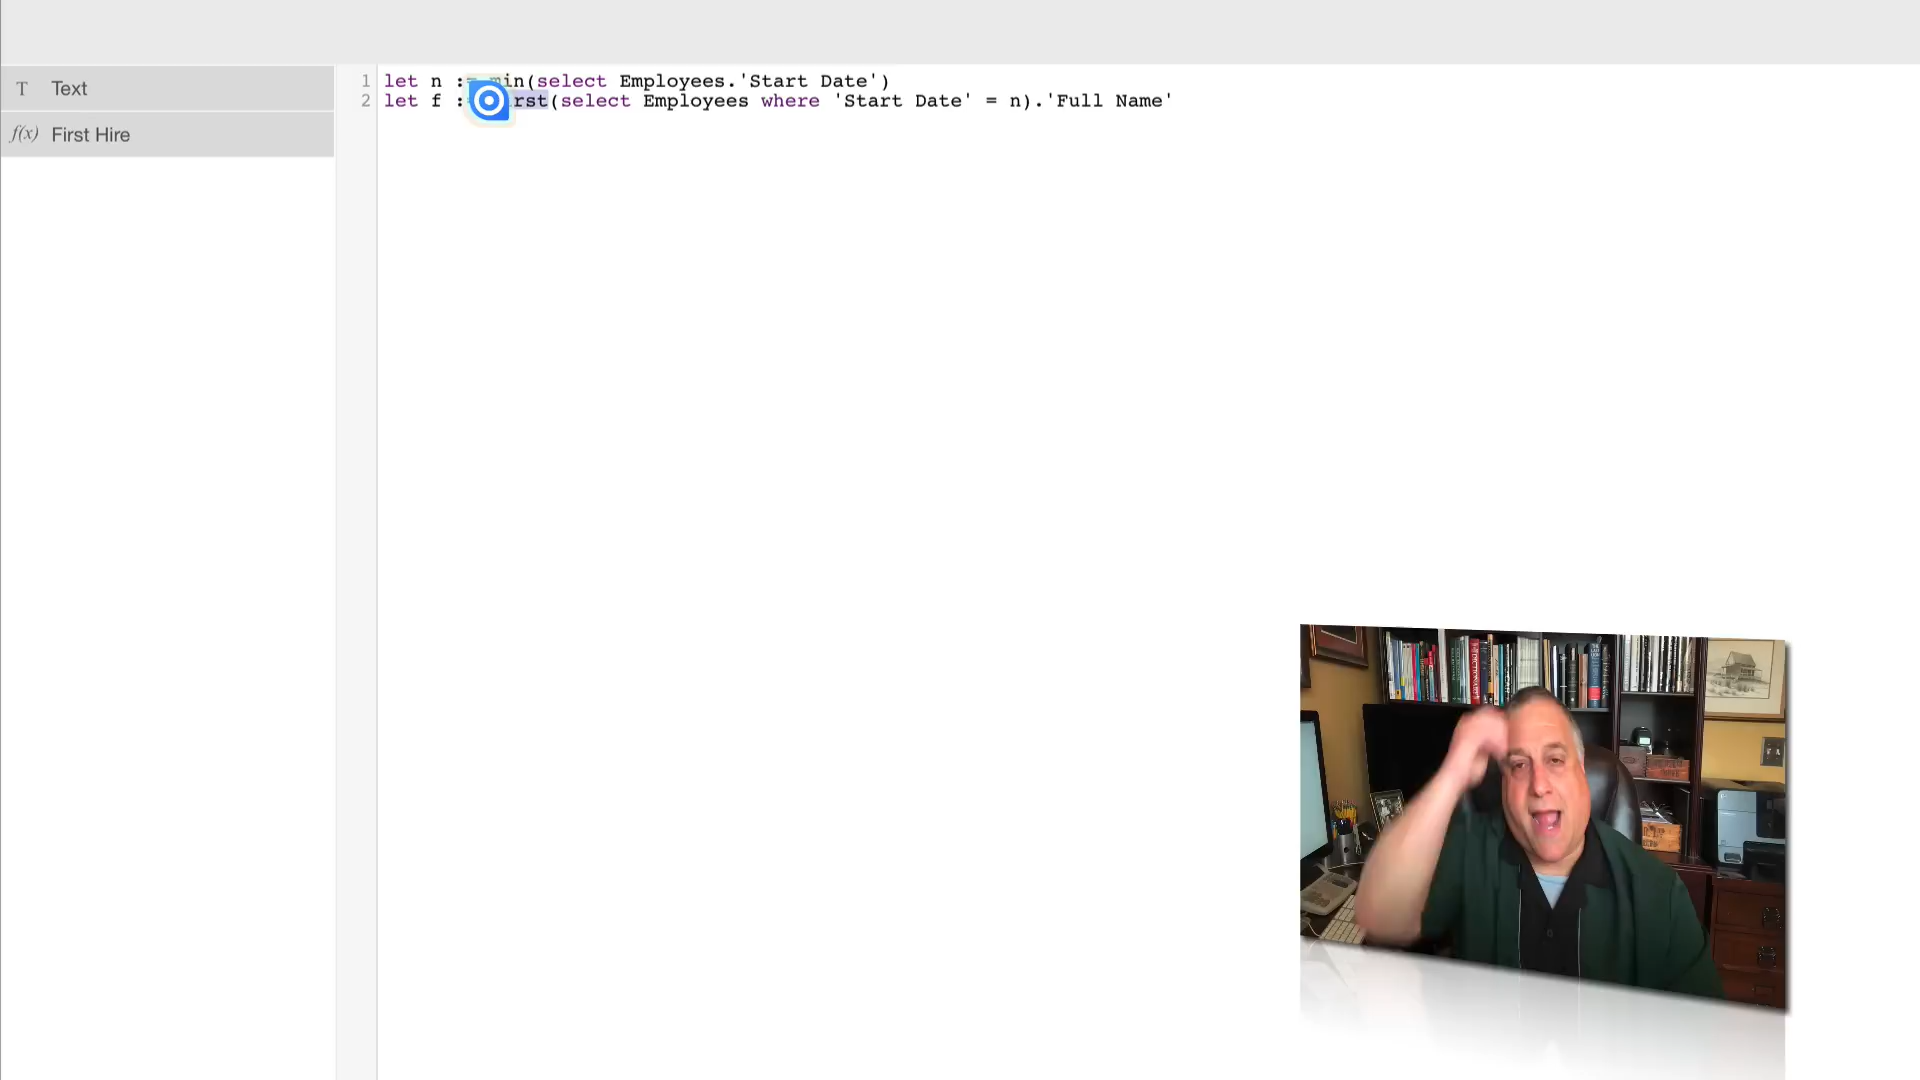 Text
f(x) First Hire
1 let n := min(select Employees.'Start Date')
2 let f : rst(select Employees where 'Start Date' = n).'Full Name'